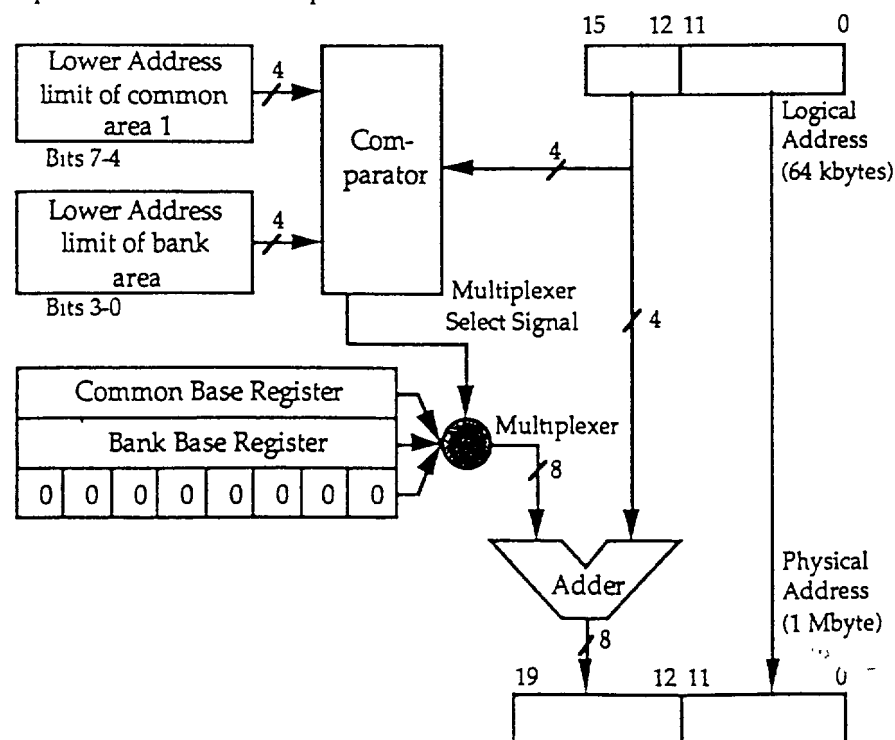 15 12 11 0
Lower Address
limit of common
area 1
Bits 7-4
4
Com-
parator
4
Logical
Address
(64 kbytes)
Lower Address
limit of bank
area
Bits 3-0
4
Multiplexer
Select Signal
4
Common Base Register
Bank Base Register
0 0 0 0 0 0 0 0
Multiplexer
8
Adder
8
Physical
Address
(1 Mbyte)
19 12 11 0